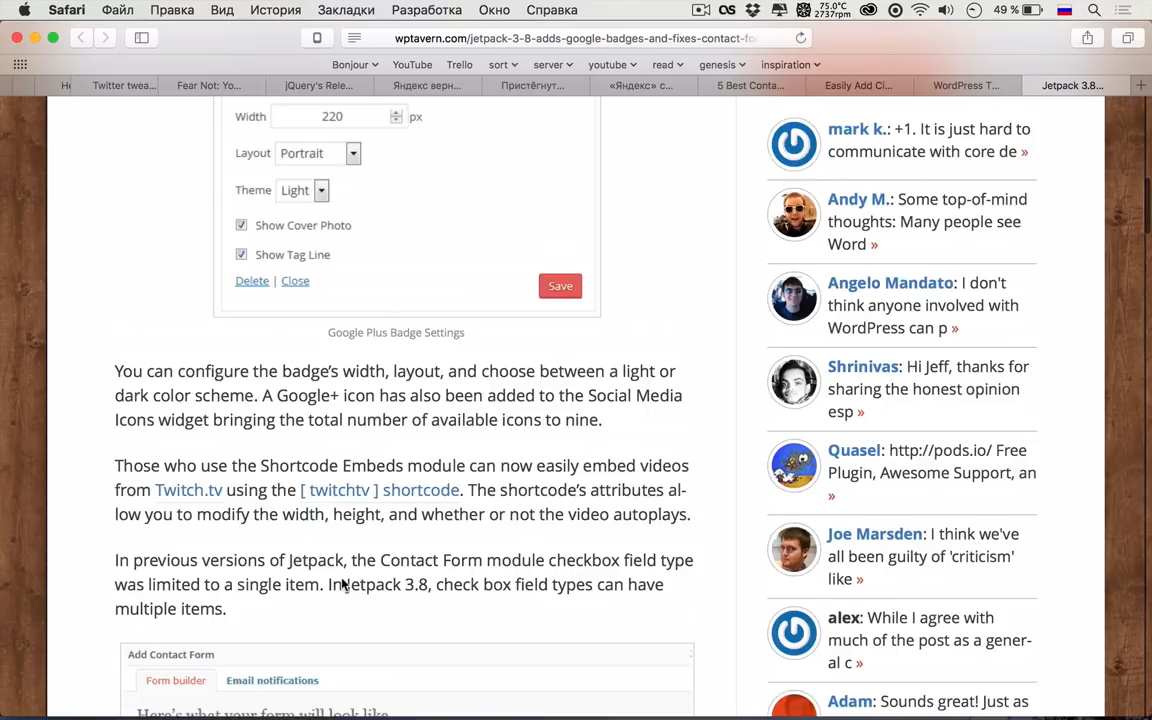 Safari Файл Правка Вид История Закладки Разработка Окно Справка 75.0°C 2737rpm 49 %
wptavern.com/jetpack-3-8-adds-google-badges-and-fixes-contact-fo
Bonjour YouTube Trello sort server youtube read genesis inspiration
Не Twitter twea... Fear Not: Yo... jQuery's Rele... Яндекс верн... Пристёгнут... «Яндекс» с... 5 Best Conta... Easily Add Ci... WordPress T... Jetpack 3.8...
Width 220 px
Layout Portrait
Theme Light
Show Cover Photo
Show Tag Line
Delete | Close Save
Google Plus Badge Settings
You can configure the badge's width, layout, and choose between a light or
dark color scheme. A Google+ icon has also been added to the Social Media
Icons widget bringing the total number of available icons to nine.
Those who use the Shortcode Embeds module can now easily embed videos
from Twitch.tv using the [ twitchtv ] shortcode. The shortcode's attributes al-
low you to modify the width, height, and whether or not the video autoplays.
In previous versions of Jetpack, the Contact Form module checkbox field type
was limited to a single item. In Jetpack 3.8, check box field types can have
multiple items.
Add Contact Form
Form builder Email notifications
Here's what your form will look like
mark k.: +1. It is just hard to
communicate with core de »
Andy M.: Some top-of-mind
thoughts: Many people see
Word »
Angelo Mandato: I don't
think anyone involved with
WordPress can p »
Shrinivas: Hi Jeff, thanks for
sharing the honest opinion
esp »
Quasel: http://pods.io/ Free
Plugin, Awesome Support, an
»
Joe Marsden: I think we've
all been guilty of 'criticism'
like »
alex: While I agree with
much of the post as a gener-
al c »
Adam: Sounds great! Just as